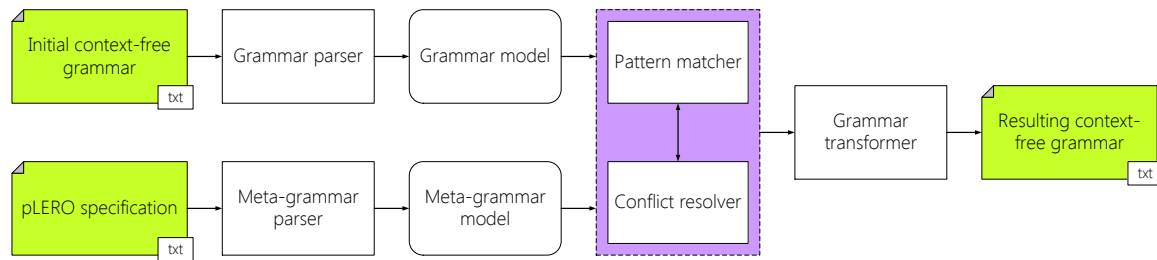 Initial context-free
grammar
txt
Grammar parser
Grammar model
Pattern matcher
Grammar
transformer
Resulting context-
free grammar
txt
pLERO specification
txt
Meta-grammar
parser
Meta-grammar
model
Conflict resolver